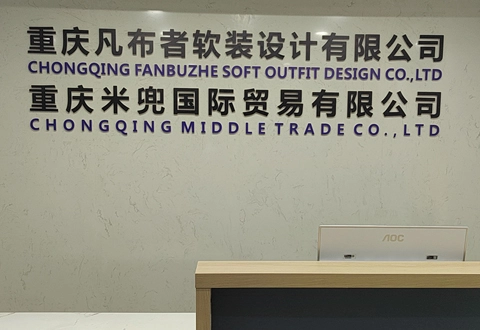 重庆凡布者软装设计有限公司
CHONGQING FANBUZHE SOFT OUTFIT DESIGN CO.,LTD
重庆米兜国际贸易有限公司
CHONGQING MIDDLE TRADE CO.,LTD
AOC